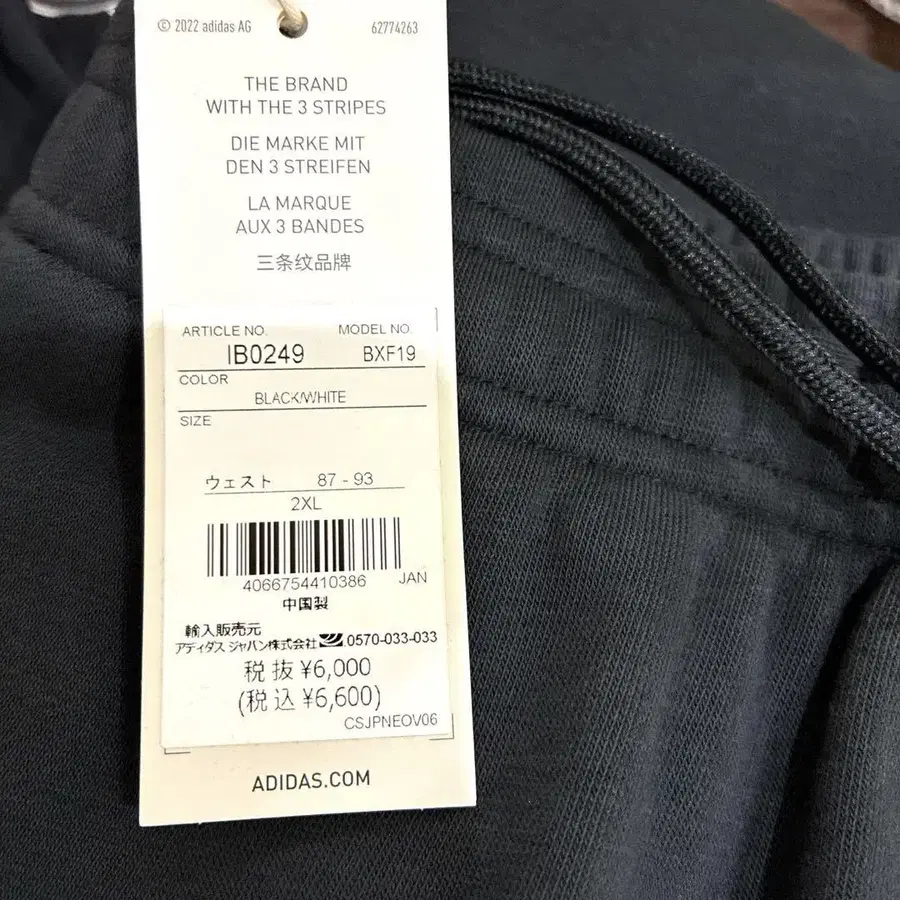 © 2022 adidas AG 62774263
THE BRAND
WITH THE 3 STRIPES
DIE MARKE MIT
DEN 3 STREIFEN
LA MARQUE
AUX 3 BANDES
三条纹品牌
ARTICLE NO. MODEL NO.
IB0249 BXF19
COLOR
BLACK/WHITE
SIZE
ウェスト 87 - 93
2XL
4066754410386 JAN
中国製
輸入販売元
アディダス ジャパン株式会社 0570-033-033
税抜 ¥6,000
(税込 ¥6,600)
CSJPNEOV06
ADIDAS.COM